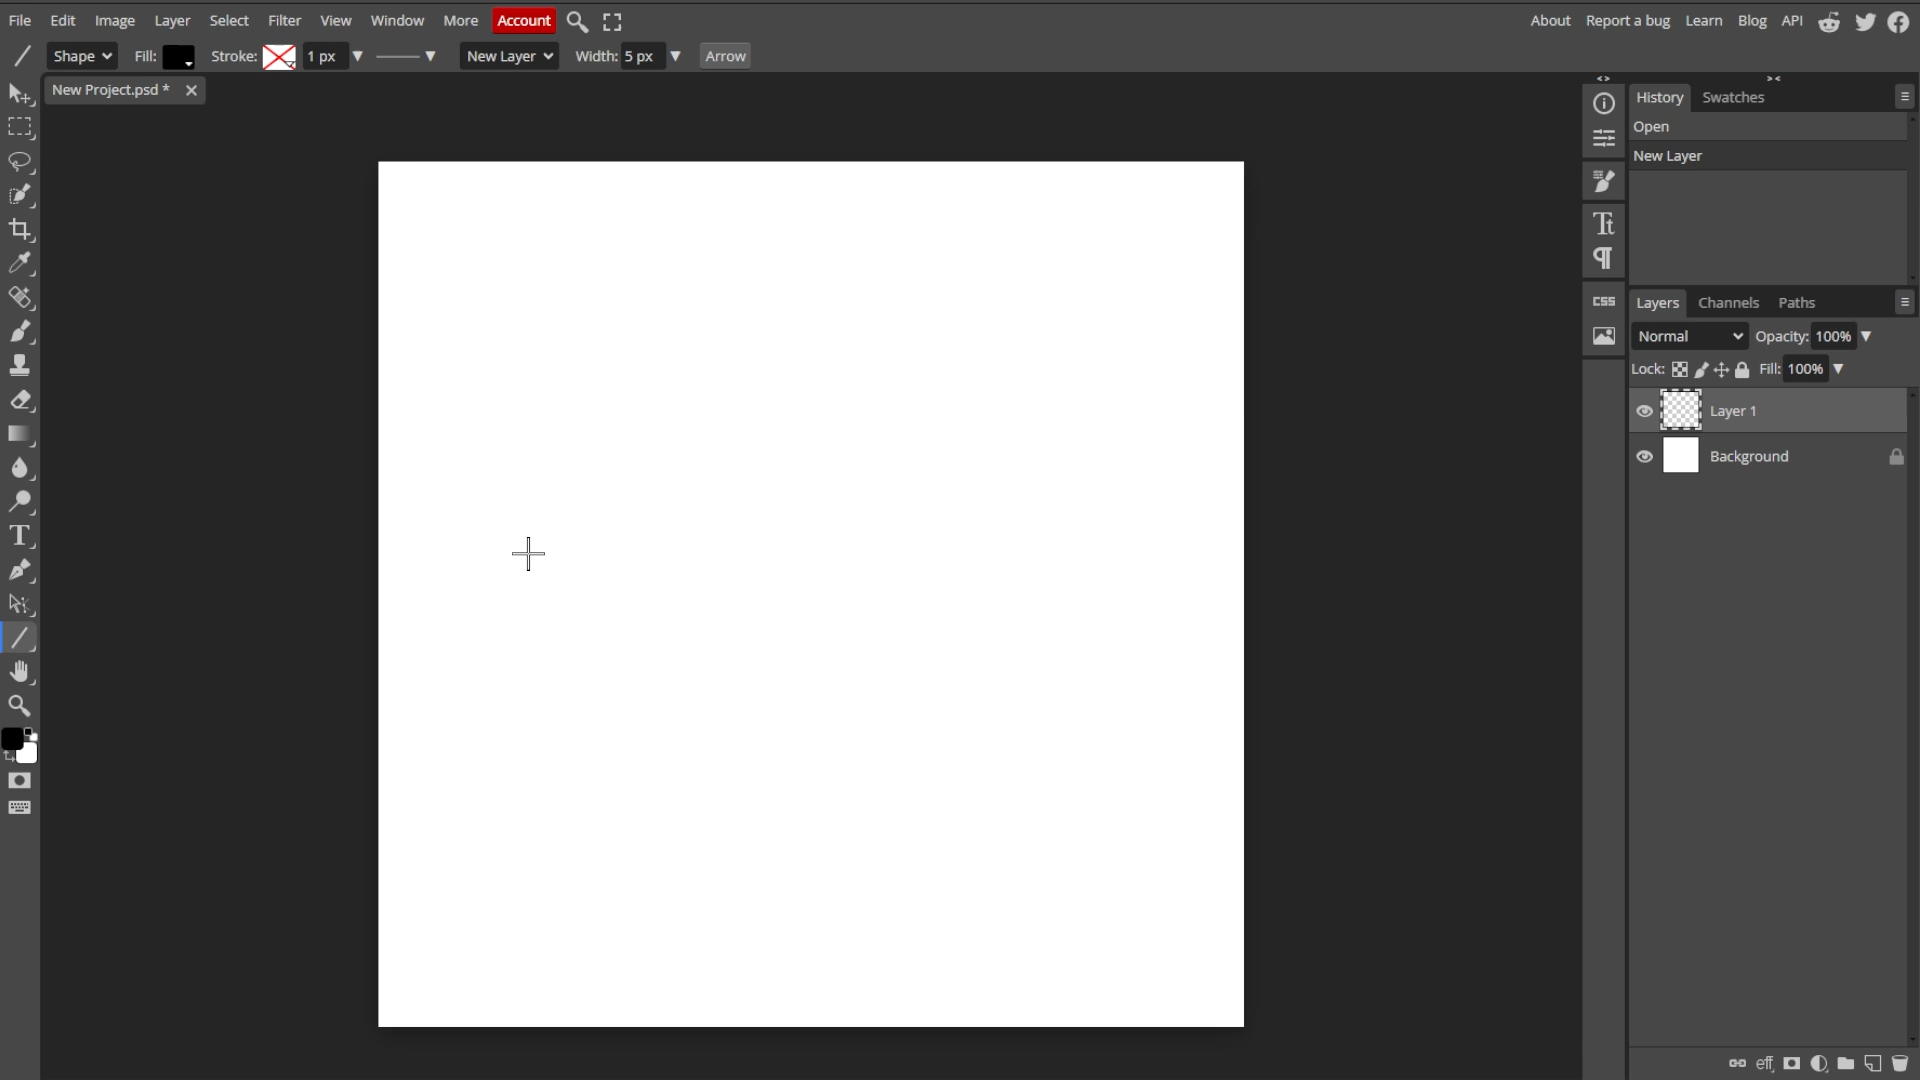 File Edit Image Layer Select Filter View Window More Account About Report a bug Learn Blog API
Shape Fill: Stroke: 1 px New Layer Width: 5 px Arrow
New Project.psd *
History Swatches
Open
New Layer
Tt
CSS
Layers Channels Paths
Normal Opacity: 100%
Lock: Fill: 100%
Layer 1
Background
T
eff